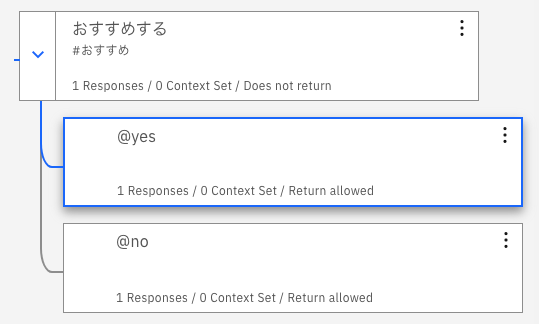 おすすめする
#おすすめ
1 Responses / 0 Context Set / Does not return
@yes
1 Responses / 0 Context Set / Return allowed
@no
1 Responses / 0 Context Set / Return allowed